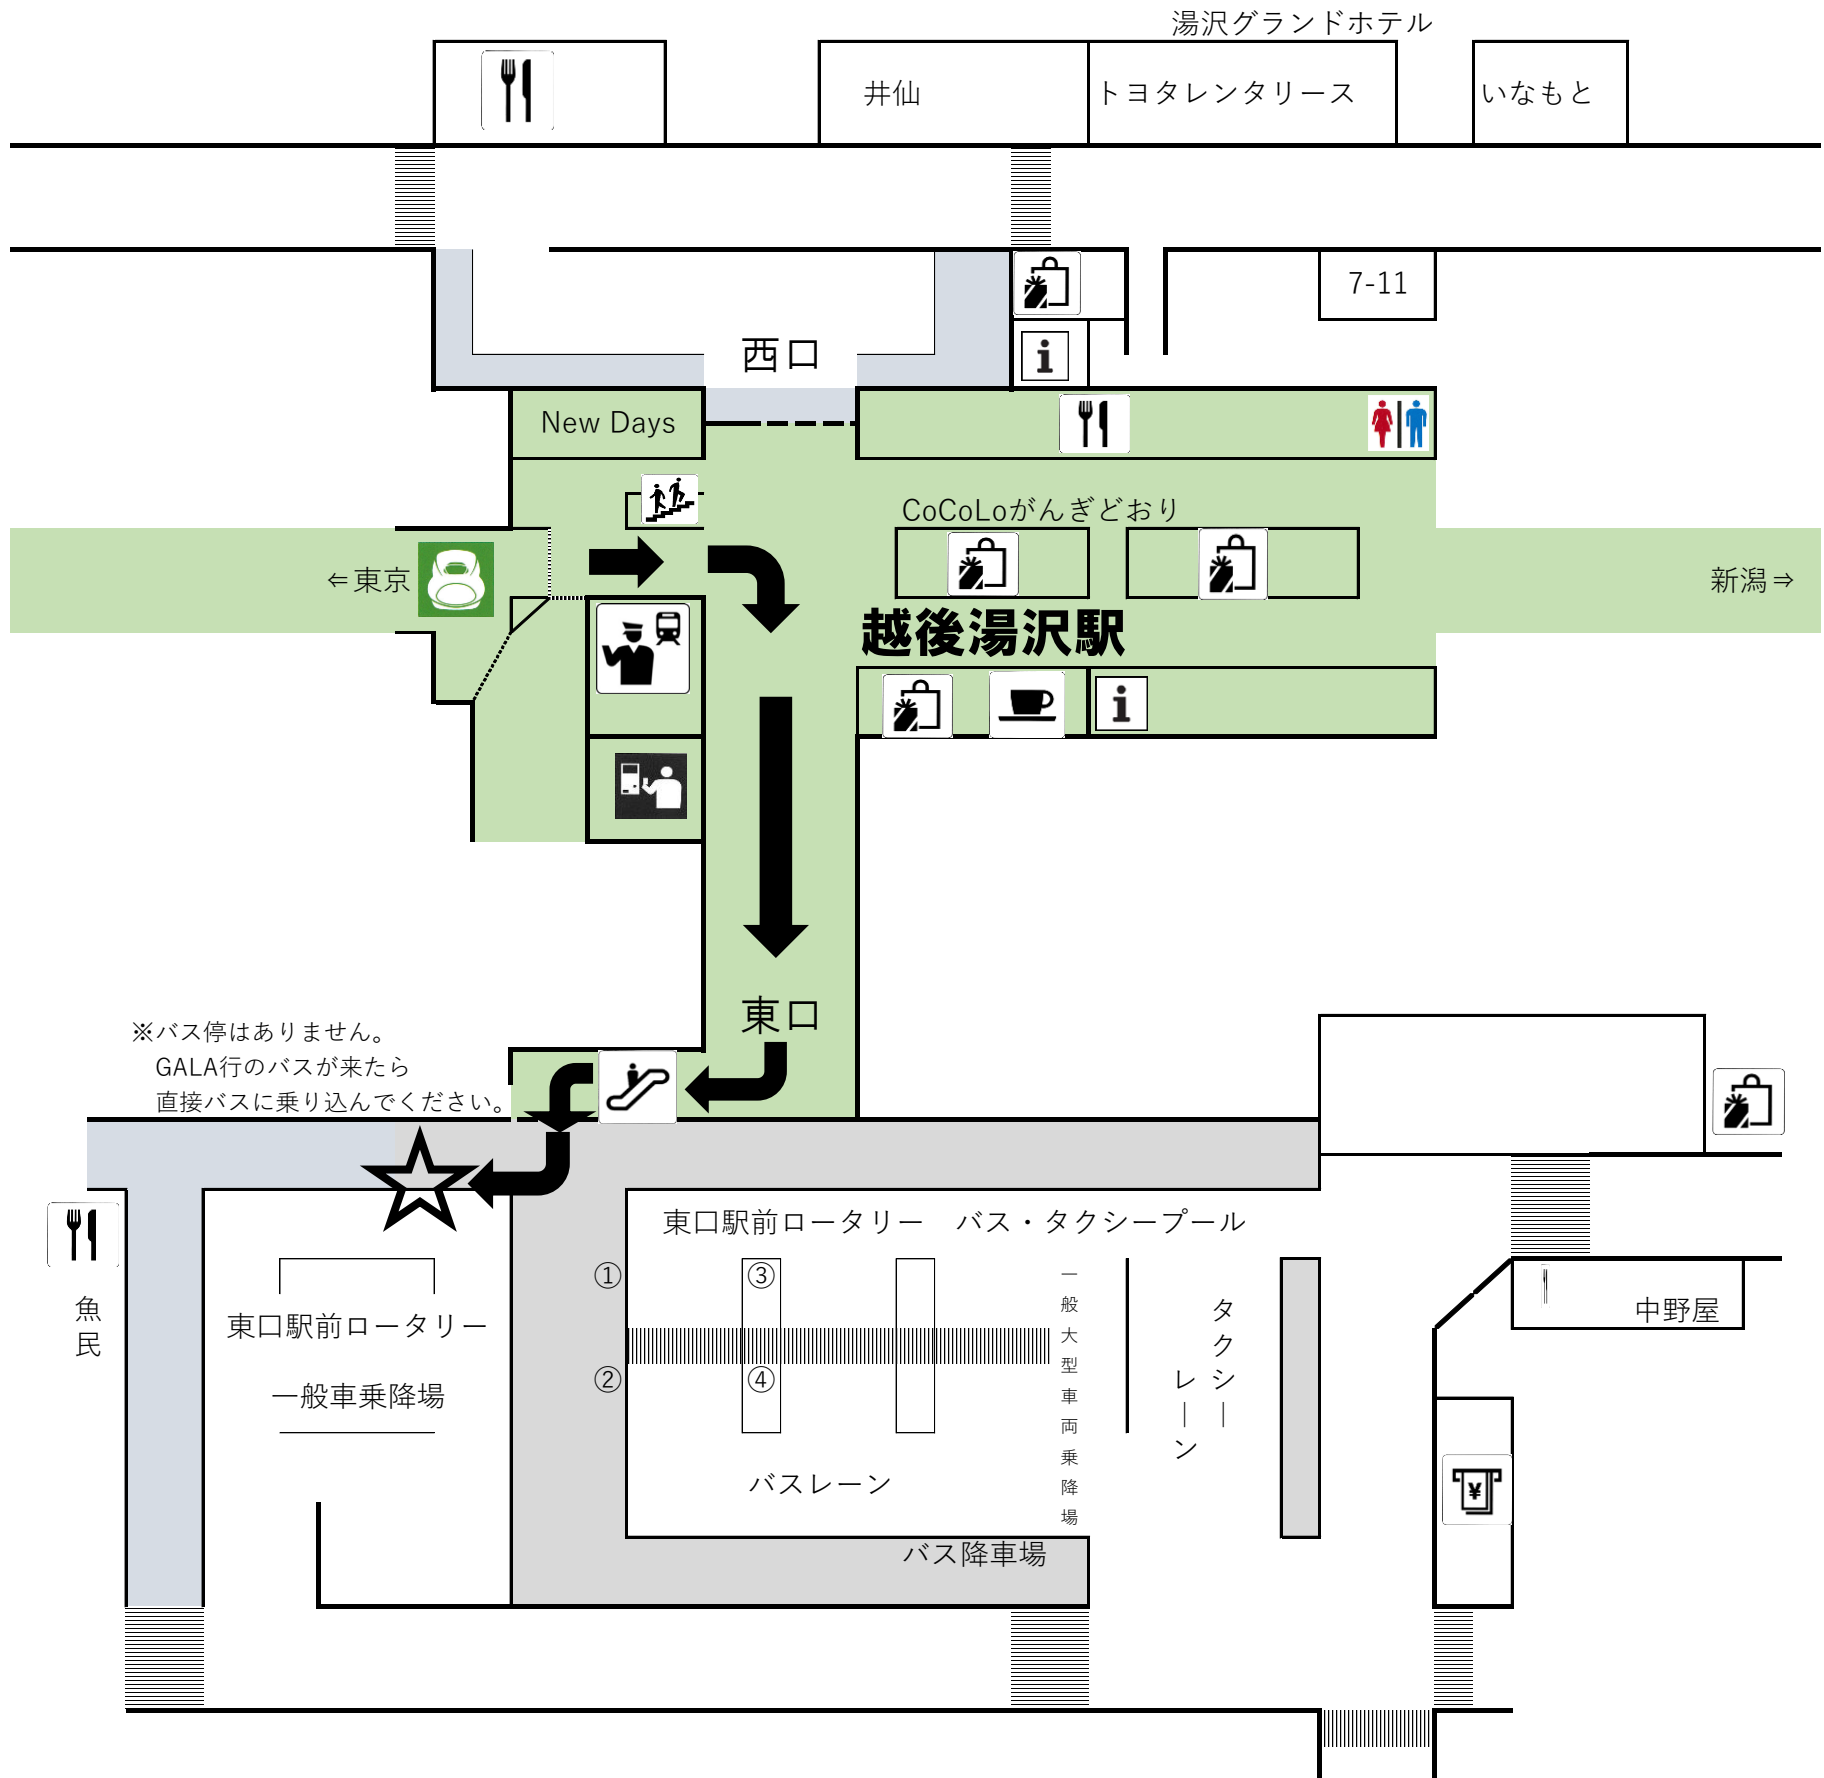 湯沢グランドホテル
井仙
トヨタレンタリース
いなもと
7-11
西口
New Days
CoCoLoがんぎどおり
⇐東京
新潟⇒
越後湯沢駅
東口
※バス停はありません。
GALA行のバスが来たら
直接バスに乗り込んでください。
東口駅前ロータリー　バス・タクシープール
①
③
②
④
一般大型車両乗降場
タクシー
レーン
魚民
東口駅前ロータリー
一般車乗降場
中野屋
バスレーン
バス降車場